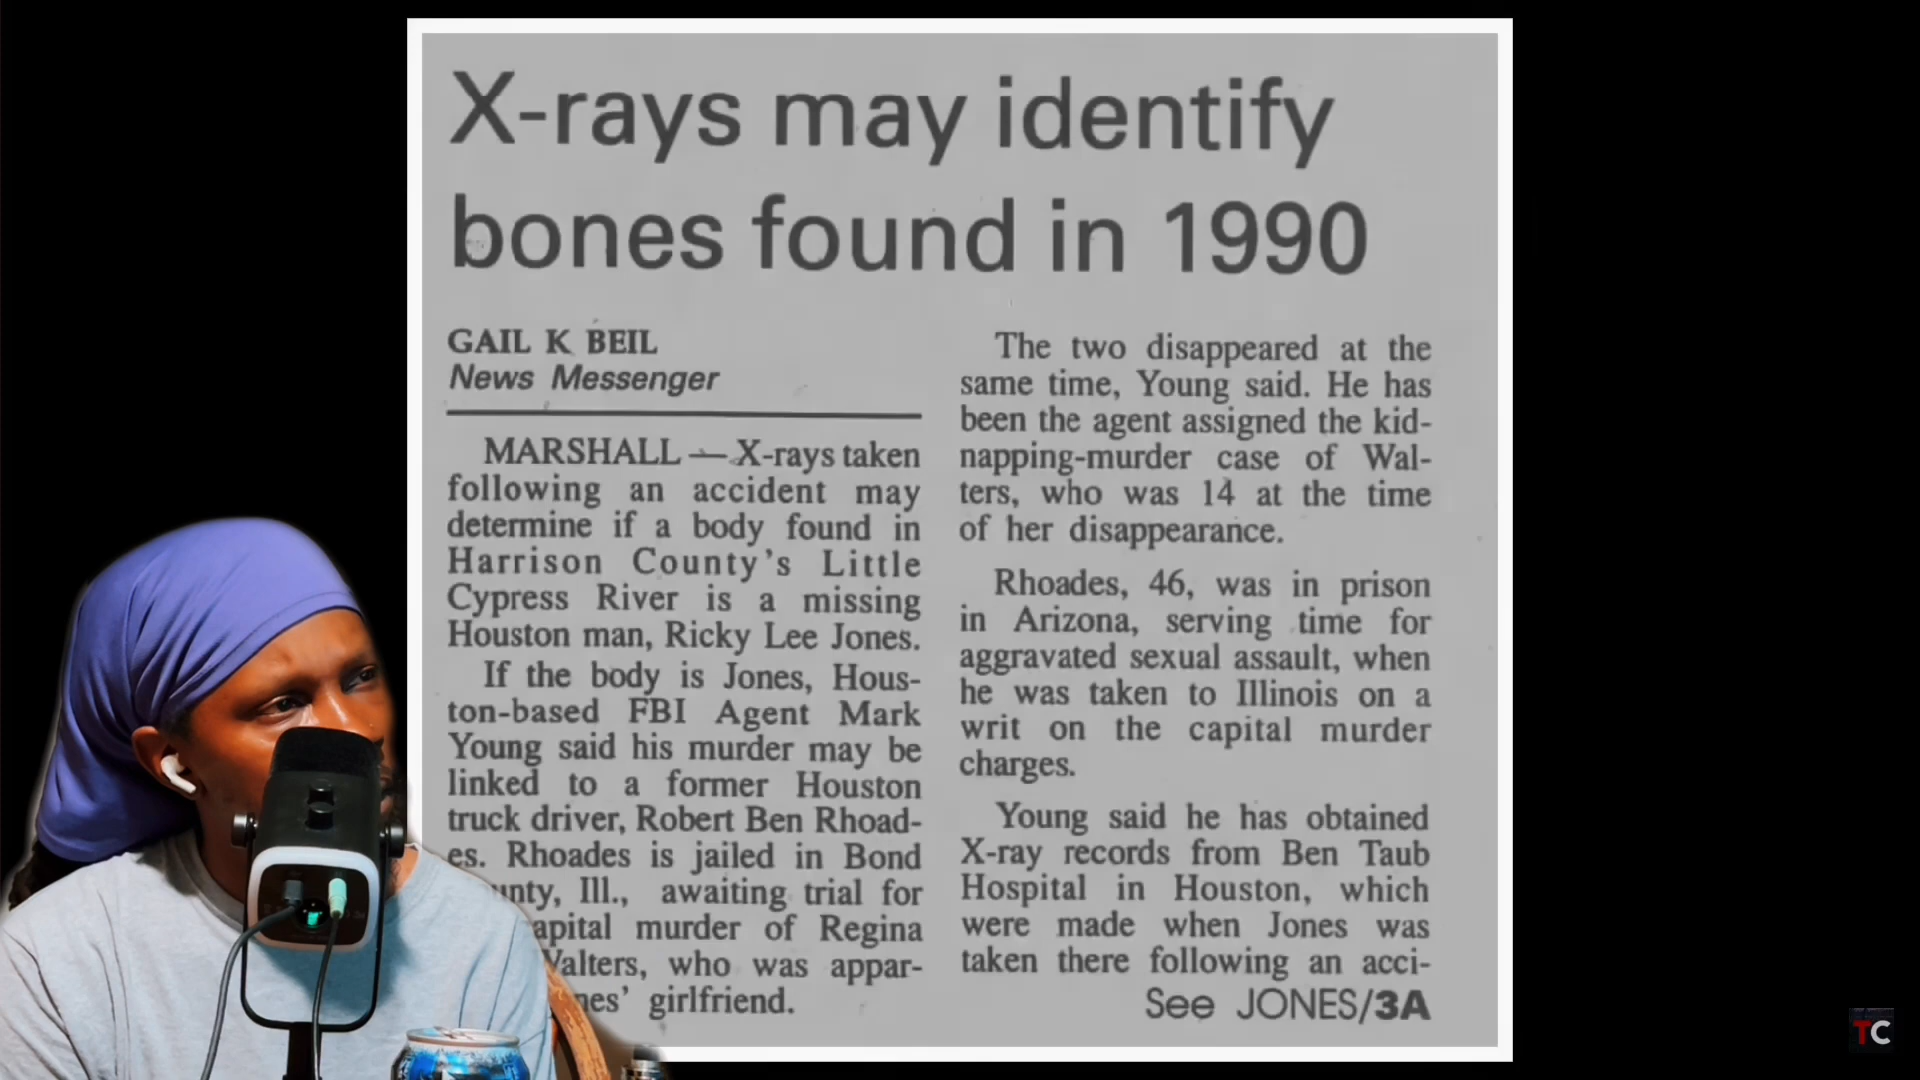 X-rays may identify
bones found in 1990
GAIL K BEIL
News Messenger
MARSHALL — X-rays taken
following an accident may
determine if a body found in
Harrison County's Little
Cypress River is a missing
Houston man, Ricky Lee Jones.
If the body is Jones, Hous-
ton-based FBI Agent Mark
Young said his murder may be
linked to a former Houston
truck driver, Robert Ben Rhoad-
es. Rhoades is jailed in Bond
Ill., awaiting trial for
murder of Regina
Walters, who was appar-
girlfriend.
The two disappeared at the
same time, Young said. He has
been the agent assigned the kid-
napping-murder case of Wal-
ters, who was 14 at the time
of her disappearance.
Rhoades, 46, was in prison
in Arizona, serving time for
aggravated sexual assault, when
he was taken to Illinois on a
writ on the capital murder
charges.
Young said he has obtained
X-ray records from Ben Taub
Hospital in Houston, which
were made when Jones was
taken there following an acci-
See JONES/3A
TC